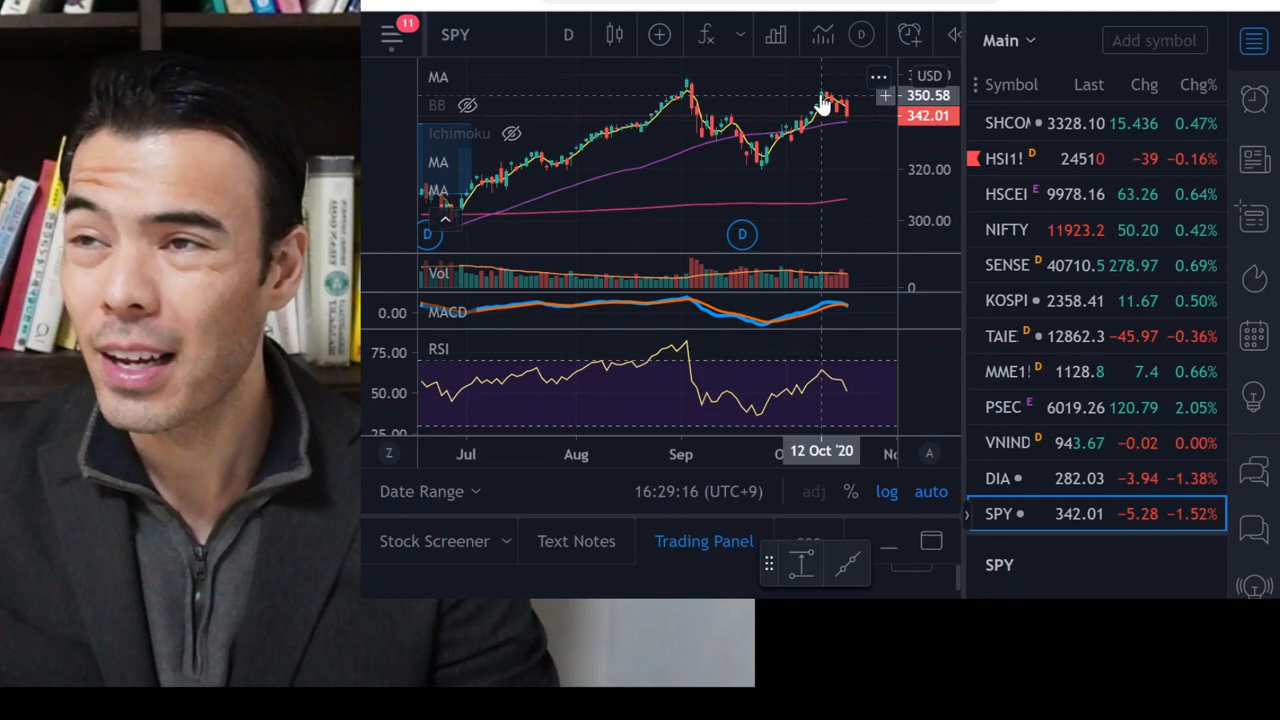 11
SPY
D
D
Main
Add symbol
MA
USD
350.58
342.01
BB
Ichimoku
MA
MA
320.00
300.00
D
D
Vol
0
0.00
MACD
75.00
RSI
50.00
25.00
Z
Jul
Aug
Sep
12 Oct '20
A
Date Range
16:29:16 (UTC+9)
adj
%
log
auto
Stock Screener
Text Notes
Trading Panel
Symbol Last Chg Chg%
SHCOM 3328.10 15.436 0.47%
HSI1! D 24510 −39 −0.16%
HSCEI E 9978.16 63.26 0.64%
NIFTY 11923.2 50.20 0.42%
SENSE D 40710.5 278.97 0.69%
KOSPI 2358.41 11.67 0.50%
TAIE 12862.3 −45.97 −0.36%
MME1! D 1128.8 7.4 0.66%
PSEC E 6019.26 120.79 2.05%
VNIND D 943.67 −0.02 0.00%
DIA 282.03 −3.94 −1.38%
SPY 342.01 −5.28 −1.52%
SPY